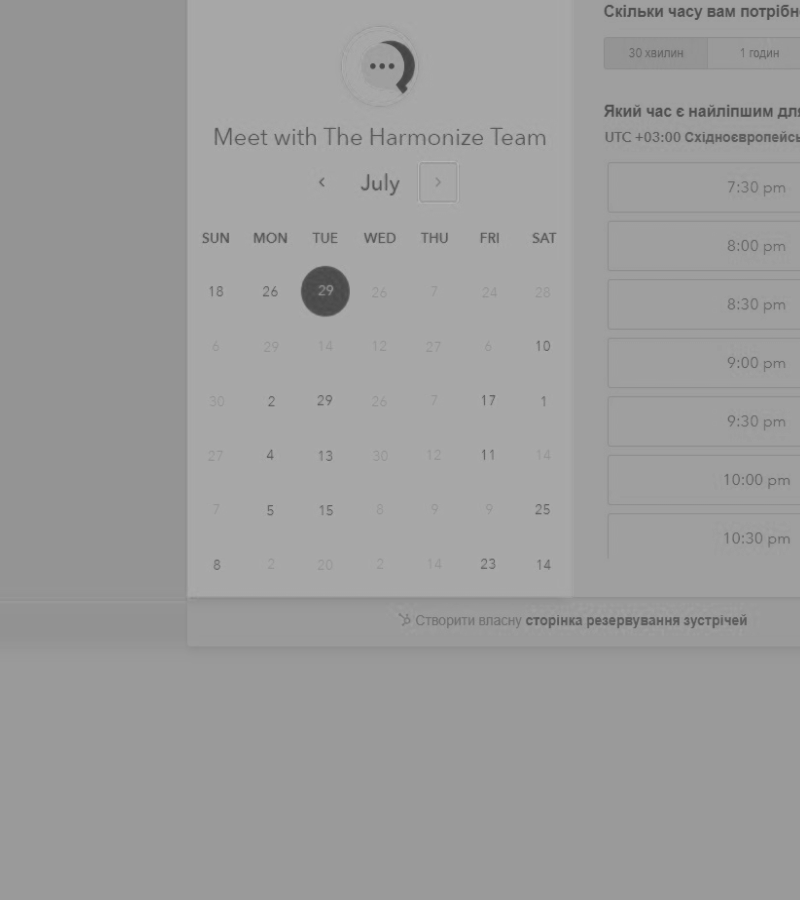 Meet with The Harmonize Team
July
SUN MON TUE WED THU FRI SAT
18 26 29 26 7 24 28
6 29 14 12 27 6 10
30 2 29 26 7 17 1
27 4 13 30 12 11 14
7 5 15 8 9 9 25
8 2 20 2 14 23 14
Скільки часу вам потрібн
30 хвилин 1 годин
Який час є найліпшим для
UTC +03:00 Східноєвропейсь
7:30 pm
8:00 pm
8:30 pm
9:00 pm
9:30 pm
10:00 pm
10:30 pm
Створити власну сторінка резервування зустрічей